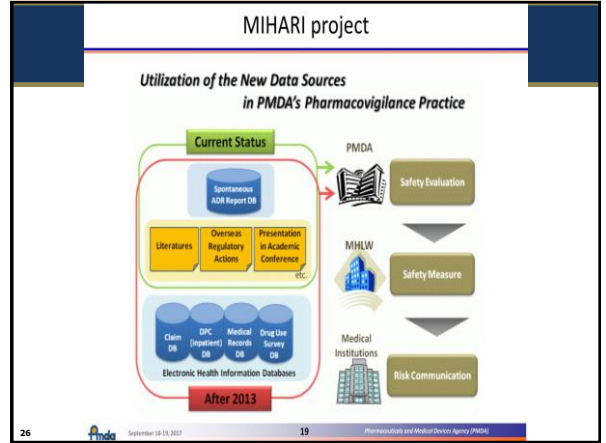 MIHARI project
Utilization of the New Data Sources
in PMDA's Pharmacovigilance Practice
Current Status
Spontaneous
ADR Report DB
Literatures
Overseas
Regulatory
Actions
Presentation
in Academic
Conference
etc.
Claim
DB
DPC
(inpatient)
DB
Medical
Records
DB
Drug Use
Survey
DB
Electronic Health Information Databases
After 2013
PMDA
Safety Evaluation
MHLW
Safety Measure
Medical
Institutions
Risk Communication
26
Pmda
September 18-19, 2017
19
Pharmaceuticals and Medical Devices Agency (PMDA)